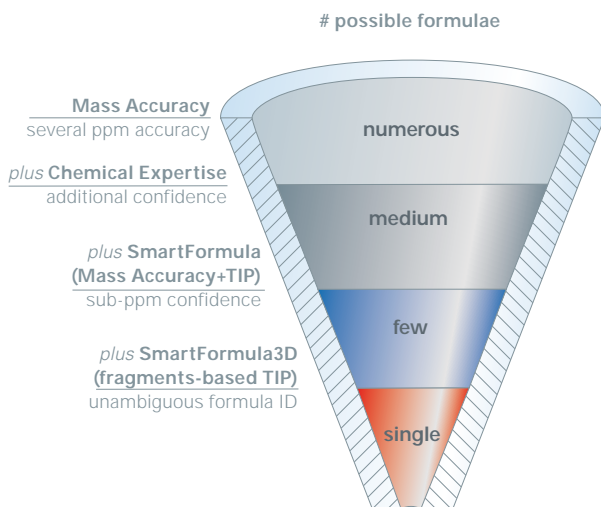 # possible formulae
Mass Accuracy
several ppm accuracy
numerous
plus Chemical Expertise
additional confidence
medium
plus SmartFormula
(Mass Accuracy+TIP)
sub-ppm confidence
few
plus SmartFormula3D
(fragments-based TIP)
unambiguous formula ID
single